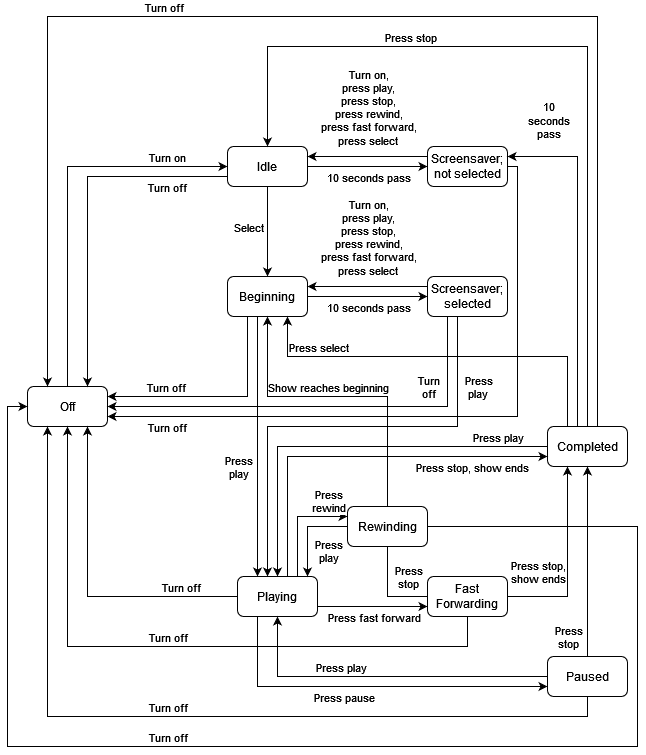 Turn off
Press stop
Turn on,
press play,
press stop,
press rewind,
press fast forward,
press select
10
seconds
pass
Turn on
Idle
Screensaver;
not selected
10 seconds pass
Turn off
Turn on,
press play,
press stop,
press rewind,
press fast forward,
press select
Select
Beginning
Screensaver;
selected
10 seconds pass
Press select
Turn off
Show reaches beginning
Turn
off
Press
play
Off
Turn off
Press play
Completed
Press
play
Press stop, show ends
Press
rewind
Rewinding
Press
play
Press
stop
Press stop,
show ends
Turn off
Playing
Fast
Forwarding
Press fast forward
Turn off
Press
stop
Press play
Paused
Press pause
Turn off
Turn off